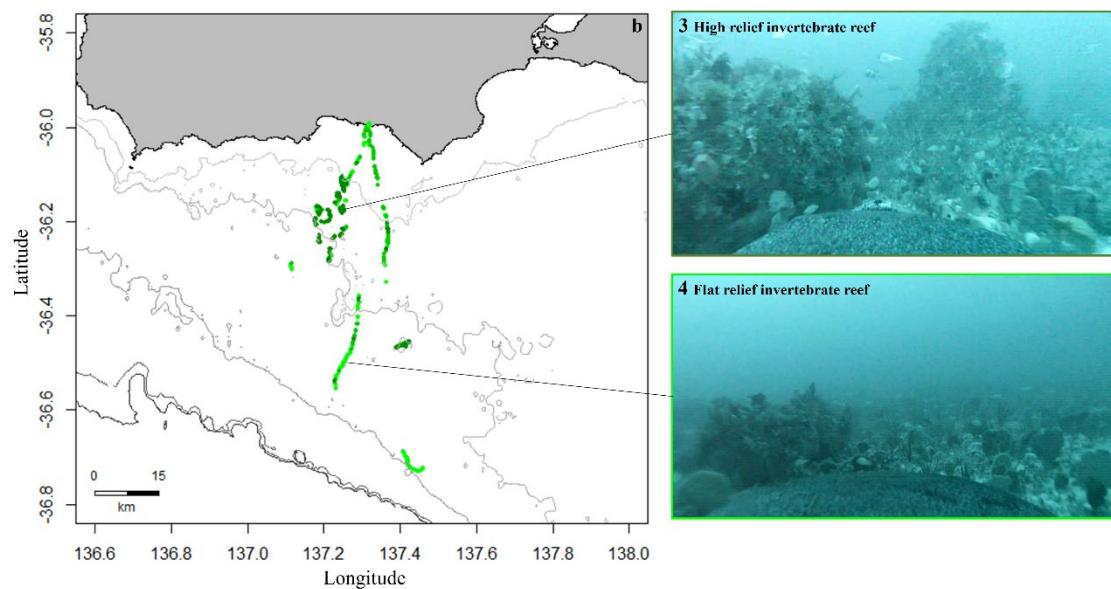 b
-35.8
-36.0
-36.2
-36.4
-36.6
-36.8
Latitude
0 15
km
136.6 136.8 137.0 137.2 137.4 137.6 137.8 138.0
Longitude
3 High relief invertebrate reef
4 Flat relief invertebrate reef